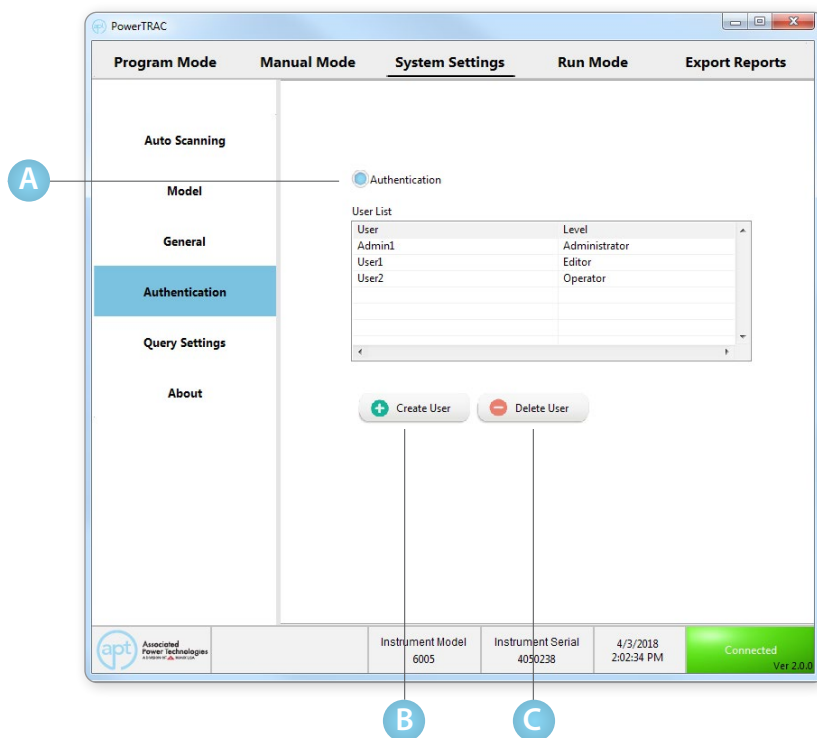 apt PowerTRAC
Program Mode Manual Mode System Settings Run Mode Export Reports
Auto Scanning
A
Authentication
Model
User List
User Level
General
Admin1 Administrator
User1 Editor
User2 Operator
Authentication
Query Settings
About
Create User Delete User
apt Associated
Power Technologies
Instrument Model
6005
Instrument Serial
4050238
4/3/2018
2:02:34 PM
Connected
Ver 2.0.0
B C